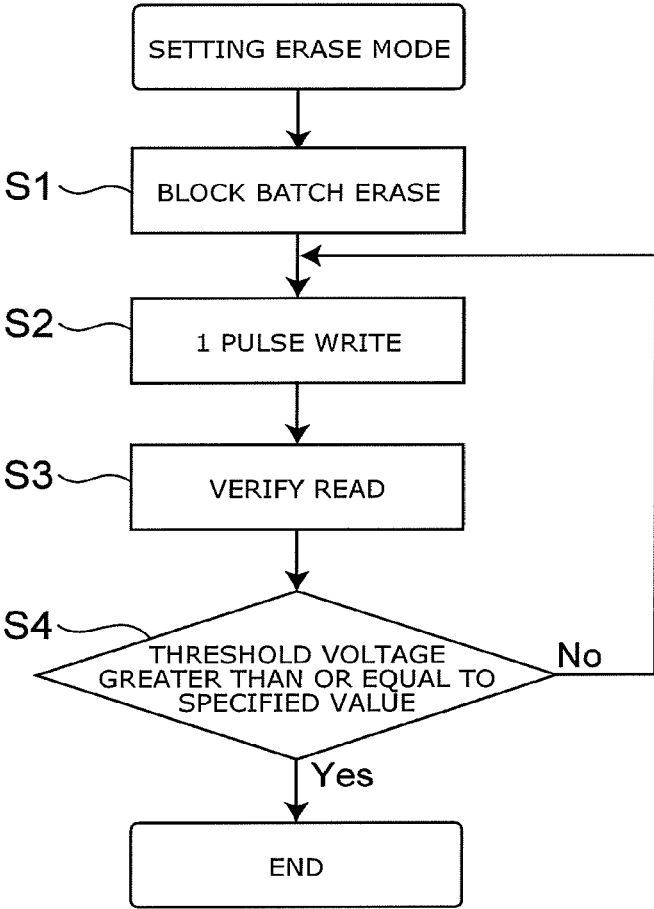 SETTING ERASE MODE
S1
BLOCK BATCH ERASE
S2
1 PULSE WRITE
S3
VERIFY READ
S4
THRESHOLD VOLTAGE
GREATER THAN OR EQUAL TO
SPECIFIED VALUE
No
Yes
END